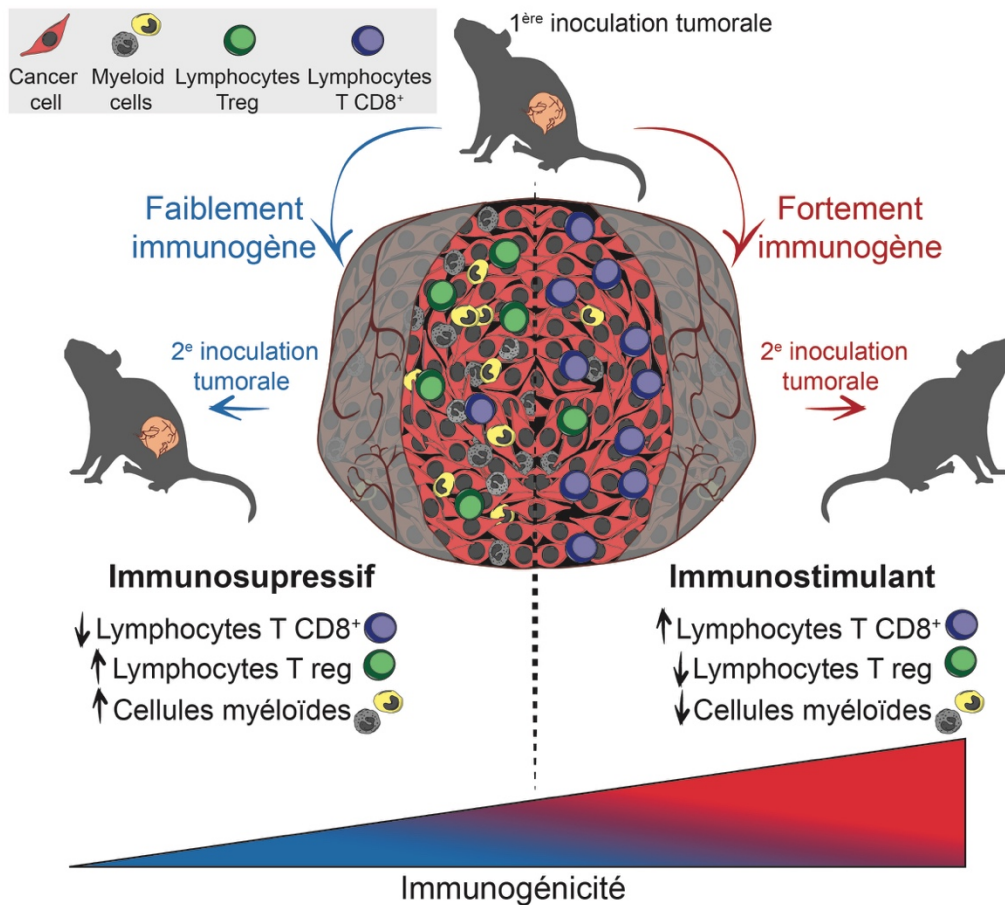 1ère inoculation tumorale
Cancer cell
Myeloid cells
Lymphocytes Treg
Lymphocytes T CD8+
Faiblement
immunogène
Fortement
immunogène
2e inoculation
tumorale
2e inoculation
tumorale
Immunosupressif
↓ Lymphocytes T CD8+
↑ Lymphocytes T reg
↑ Cellules myéloïdes
Immunostimulant
↑ Lymphocytes T CD8+
↓ Lymphocytes T reg
↓ Cellules myéloïdes
Immunogénicité